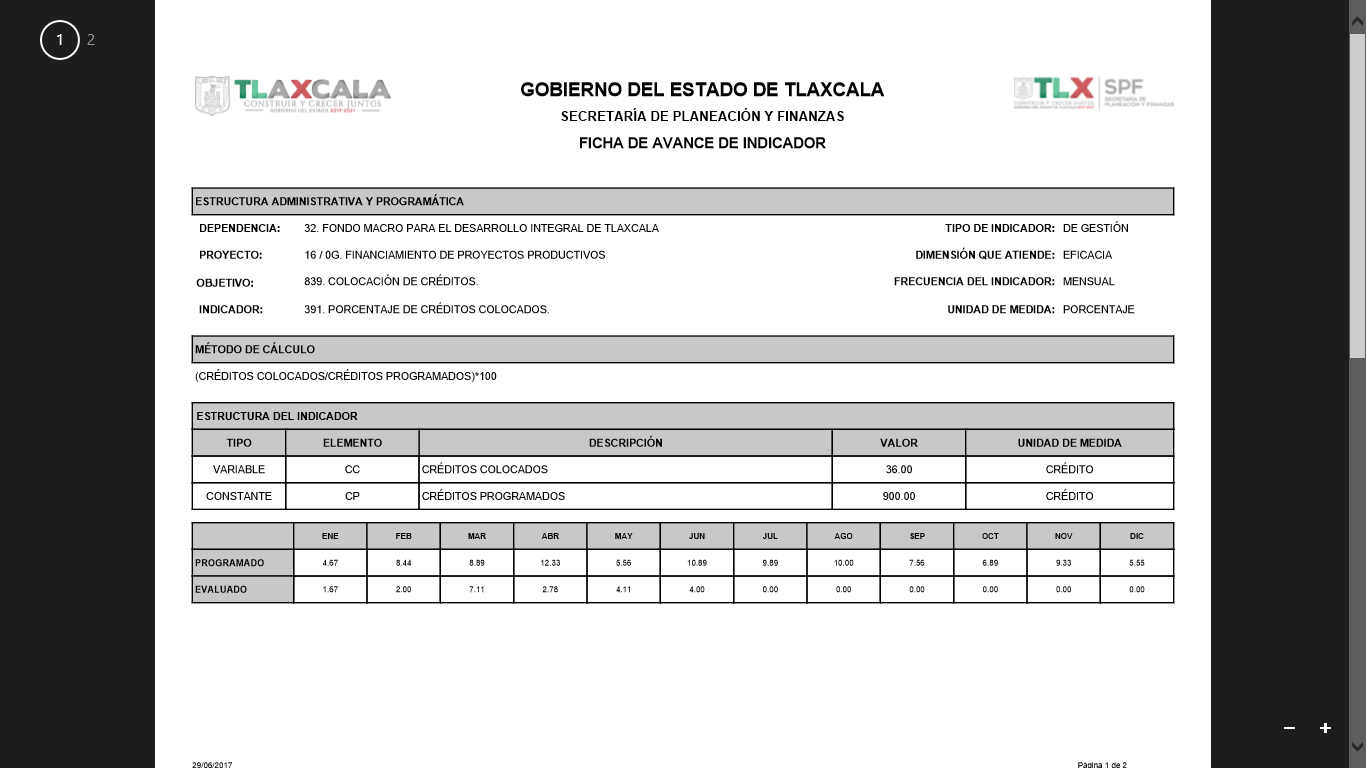 1 2
TLAXCALA
CONSTRUIR Y CRECER JUNTOS
GOBIERNO DEL ESTADO 2017-2021
GOBIERNO DEL ESTADO DE TLAXCALA
SECRETARÍA DE PLANEACIÓN Y FINANZAS
FICHA DE AVANCE DE INDICADOR
TLX SPF
CONSTRUIR Y CRECER JUNTOS
SECRETARÍA DE
PLANEACIÓN Y FINANZAS
ESTRUCTURA ADMINISTRATIVA Y PROGRAMÁTICA
DEPENDENCIA: 32. FONDO MACRO PARA EL DESARROLLO INTEGRAL DE TLAXCALA TIPO DE INDICADOR: DE GESTIÓN
PROYECTO: 16 / 0G. FINANCIAMIENTO DE PROYECTOS PRODUCTIVOS DIMENSIÓN QUE ATIENDE: EFICACIA
OBJETIVO: 839. COLOCACIÓN DE CRÉDITOS. FRECUENCIA DEL INDICADOR: MENSUAL
INDICADOR: 391. PORCENTAJE DE CRÉDITOS COLOCADOS. UNIDAD DE MEDIDA: PORCENTAJE
MÉTODO DE CÁLCULO
(CRÉDITOS COLOCADOS/CRÉDITOS PROGRAMADOS)*100
ESTRUCTURA DEL INDICADOR
TIPO ELEMENTO DESCRIPCIÓN VALOR UNIDAD DE MEDIDA
VARIABLE CC CRÉDITOS COLOCADOS 36.00 CRÉDITO
CONSTANTE CP CRÉDITOS PROGRAMADOS 900.00 CRÉDITO
ENE FEB MAR ABR MAY JUN JUL AGO SEP OCT NOV DIC
PROGRAMADO 4.67 8.44 8.89 12.33 5.56 10.89 9.89 10.00 7.56 6.89 9.33 5.55
EVALUADO 1.67 2.00 7.11 2.78 4.11 4.00 0.00 0.00 0.00 0.00 0.00 0.00
29/06/2017 Página 1 de 2